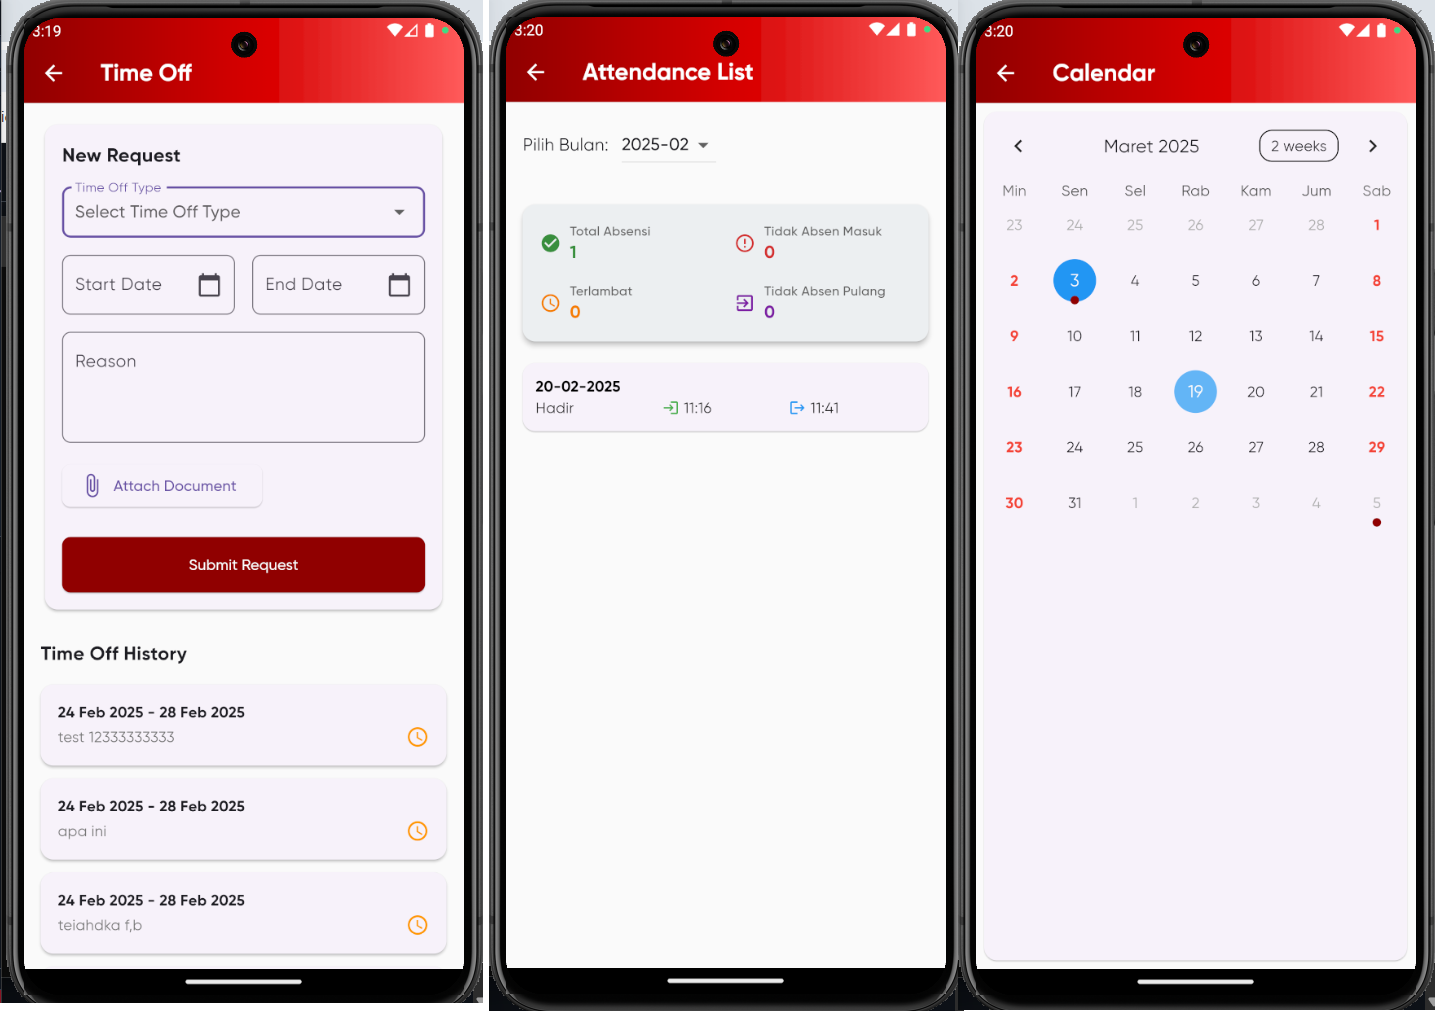 3:19
Time Off
New Request
Time Off Type
Select Time Off Type
Start Date
End Date
Reason
Attach Document
Submit Request
Time Off History
24 Feb 2025 - 28 Feb 2025
test 12333333333
24 Feb 2025 - 28 Feb 2025
apa ini
24 Feb 2025 - 28 Feb 2025
teiahdka f,b
3:20
Attendance List
Pilih Bulan: 2025-02
Total Absensi
1
Tidak Absen Masuk
0
Terlambat
0
Tidak Absen Pulang
0
20-02-2025
Hadir 11:16 11:41
3:20
Calendar
Maret 2025
2 weeks
Min Sen Sel Rab Kam Jum Sab
23 24 25 26 27 28 1
2 3 4 5 6 7 8
9 10 11 12 13 14 15
16 17 18 19 20 21 22
23 24 25 26 27 28 29
30 31 1 2 3 4 5